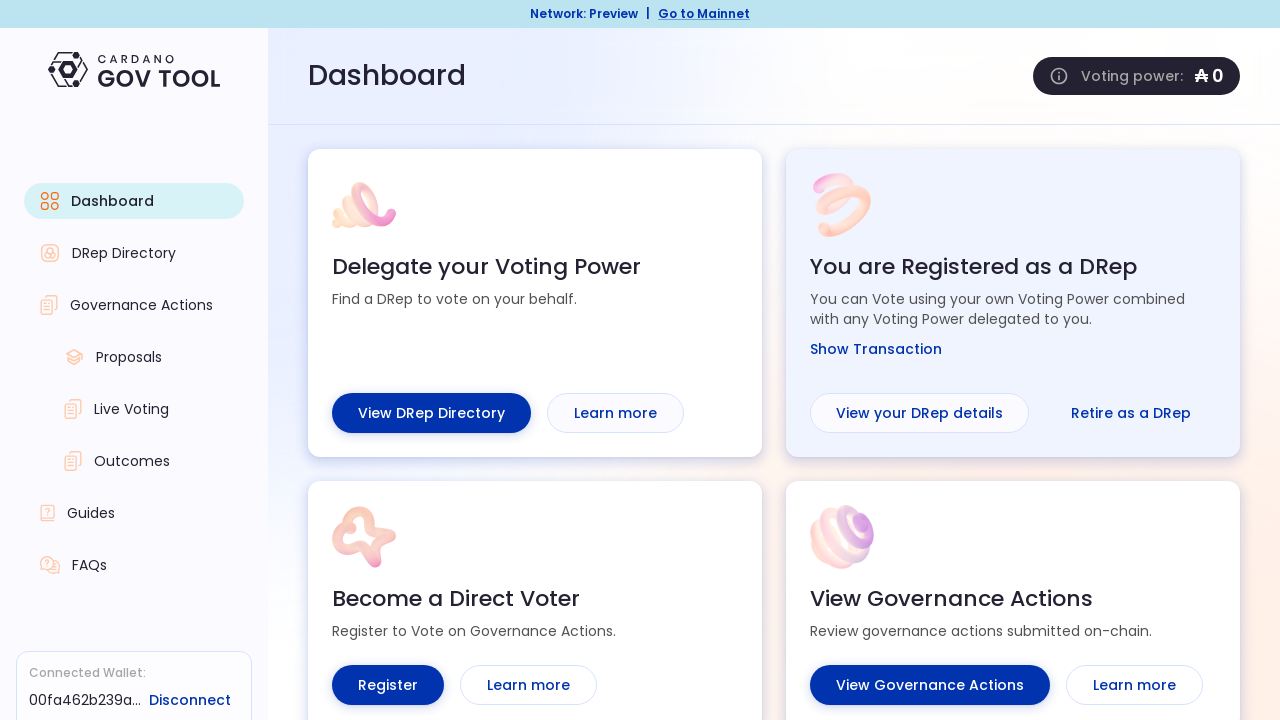 Network: Preview | Go to Mainnet
CARDANO
GOV TOOL
Dashboard
DRep Directory
Governance Actions
Proposals
Live Voting
Outcomes
Guides
FAQs
Connected Wallet:
00fa462b239a... Disconnect
Dashboard
Voting power: ₳ 0
Delegate your Voting Power
Find a DRep to vote on your behalf.
View DRep Directory Learn more
You are Registered as a DRep
You can Vote using your own Voting Power combined
with any Voting Power delegated to you.
Show Transaction
View your DRep details Retire as a DRep
Become a Direct Voter
Register to Vote on Governance Actions.
Register Learn more
View Governance Actions
Review governance actions submitted on-chain.
View Governance Actions Learn more